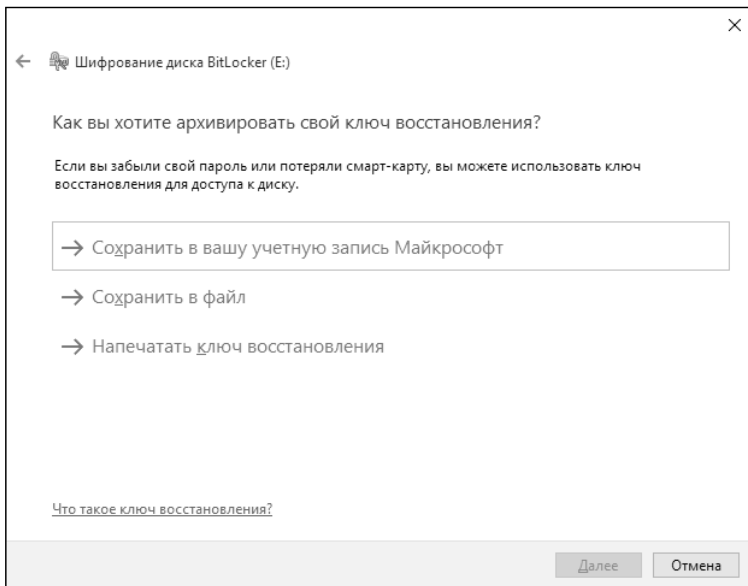 Шифрование диска BitLocker (E:)
Как вы хотите архивировать свой ключ восстановления?
Если вы забыли свой пароль или потеряли смарт-карту, вы можете использовать ключ
восстановления для доступа к диску.
Сохранить в вашу учетную запись Майкрософт
Сохранить в файл
Напечатать ключ восстановления
Что такое ключ восстановления?
Далее
Отмена